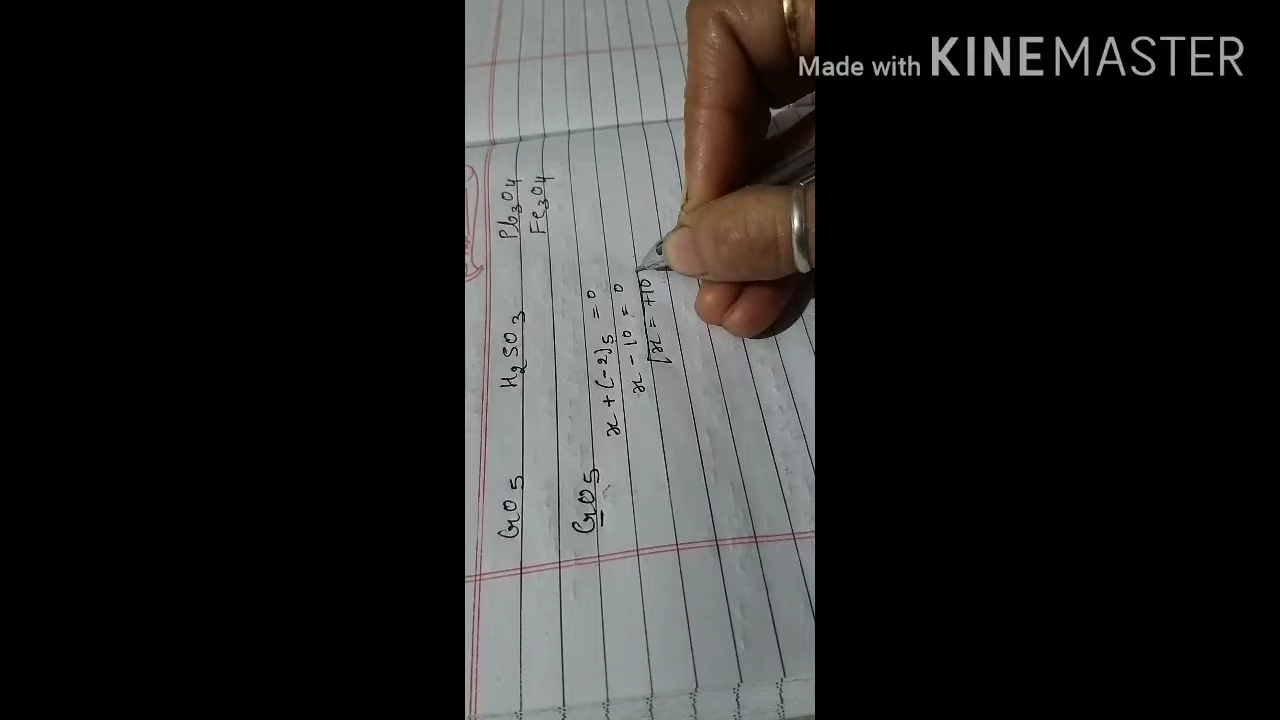 Made with KINEMASTER
CrO5 H2SO3 Pb3O4
Fe3O4
CrO5
x + (-2)5 = 0
x - 10 = 0
x = +10